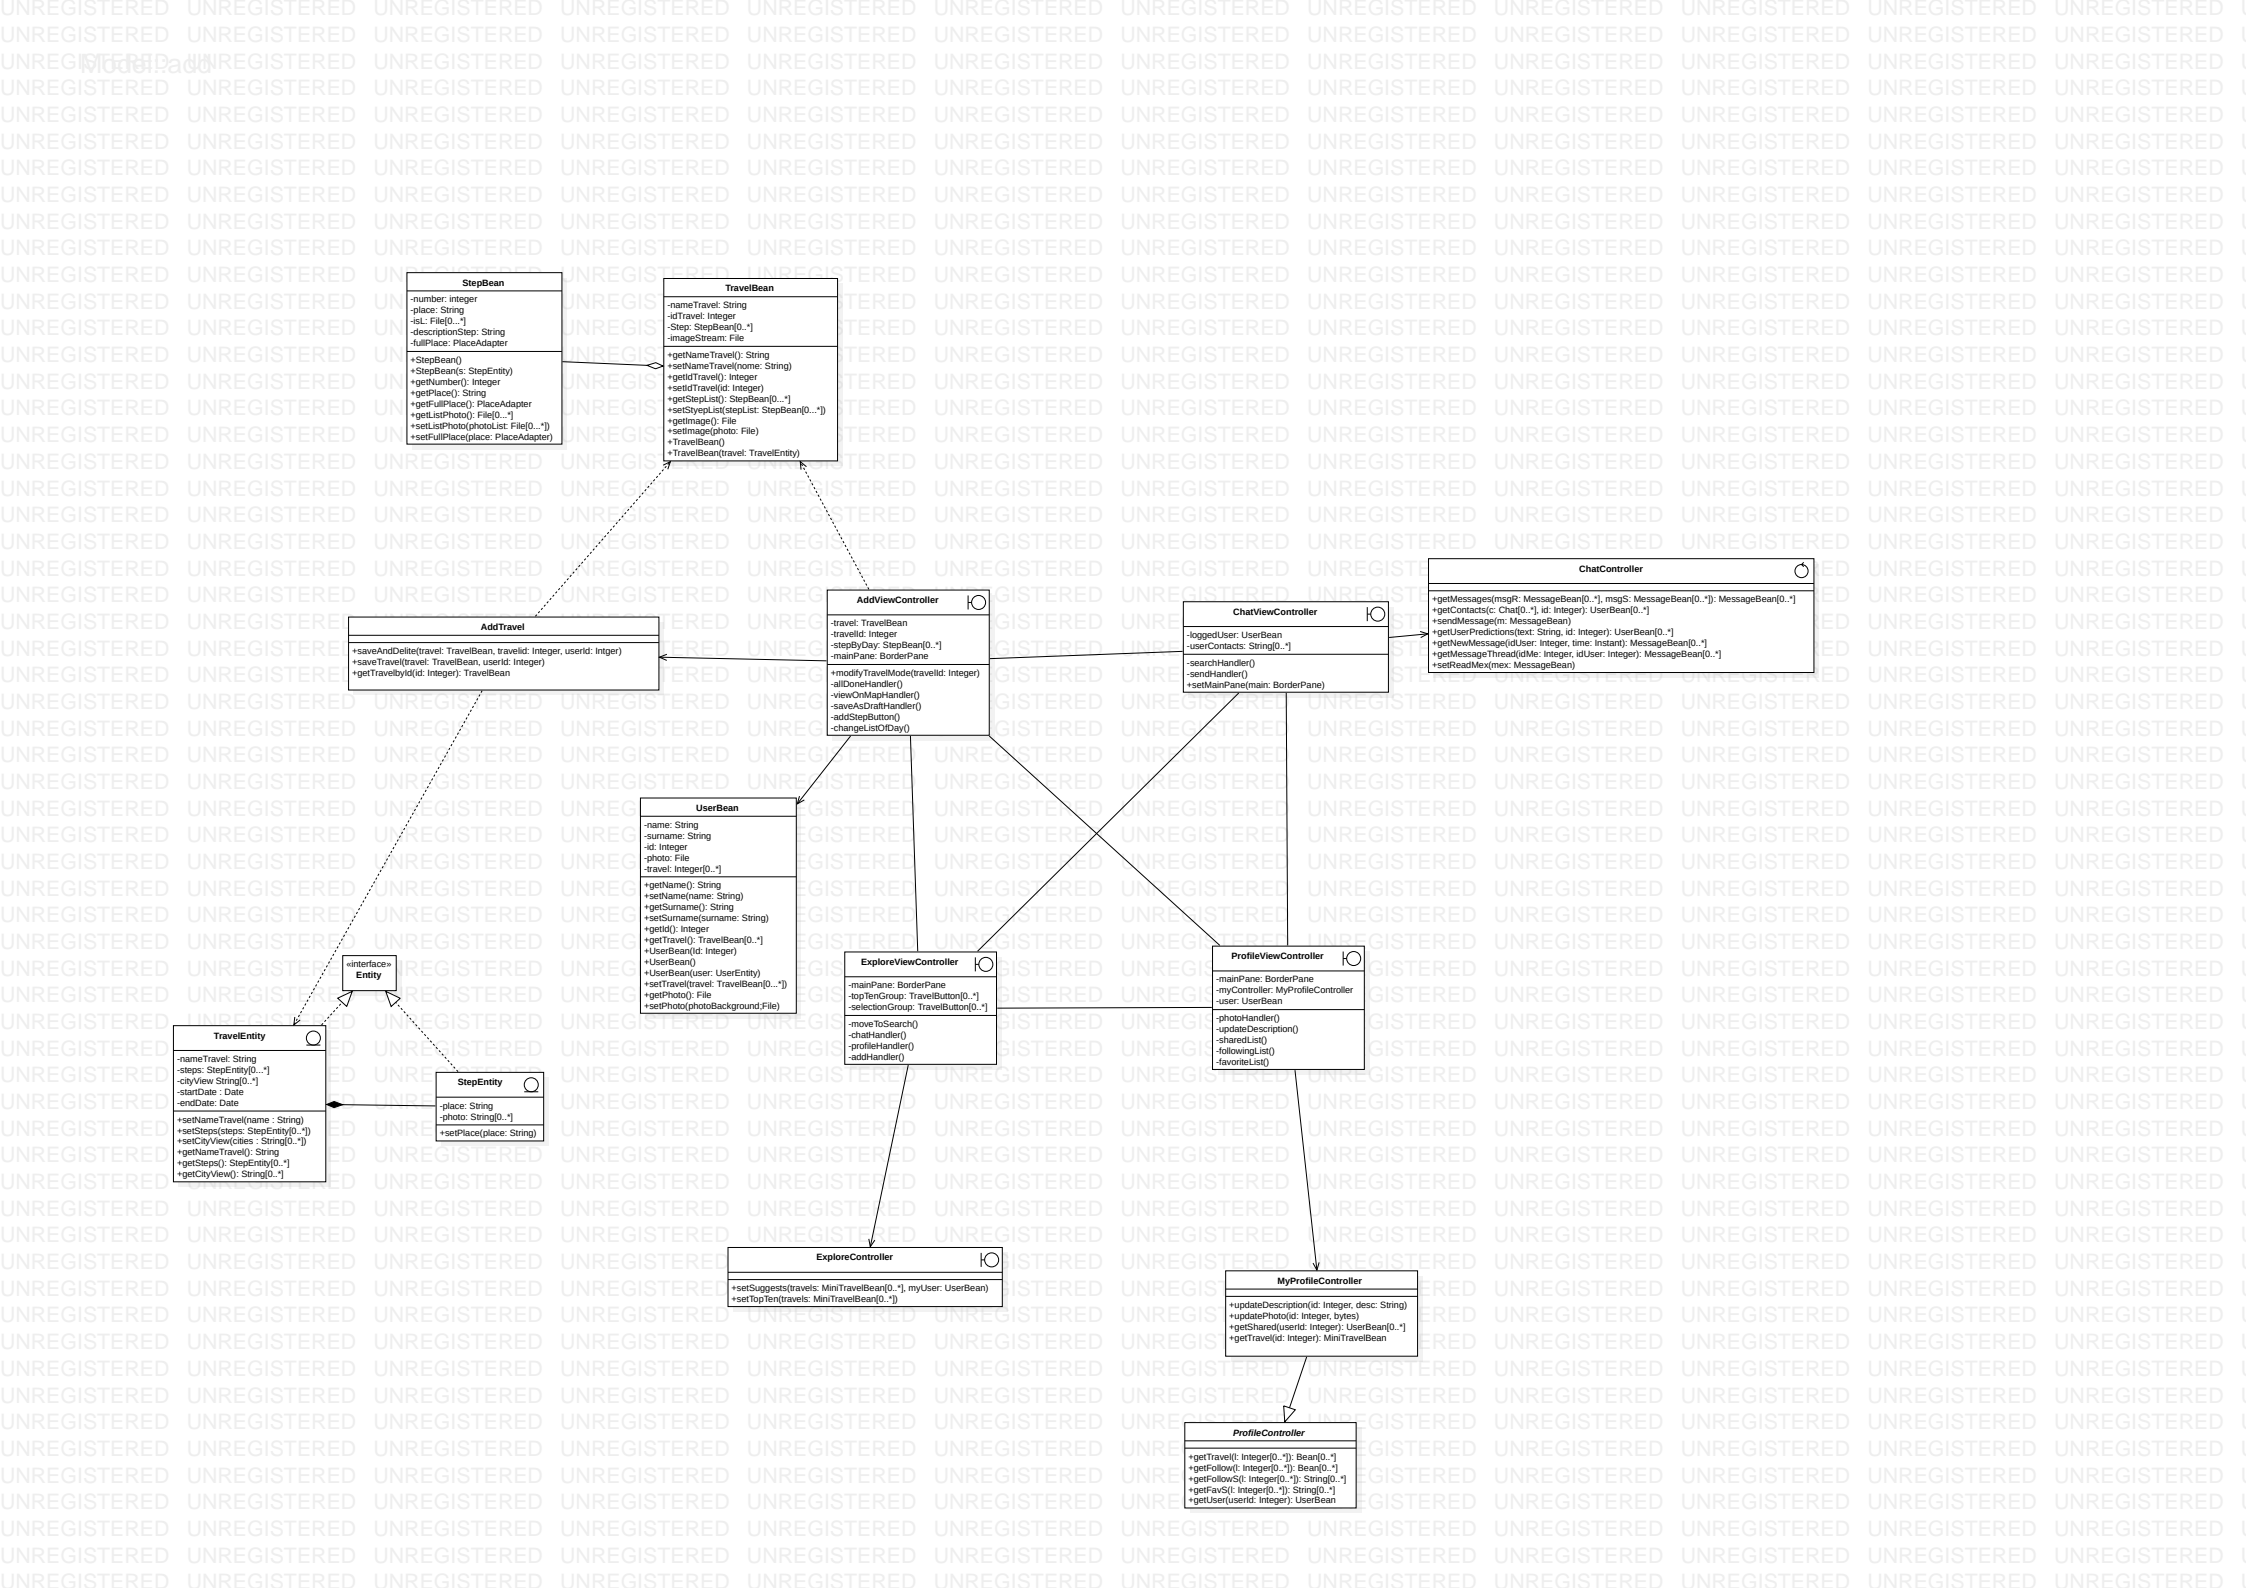 Model::add
StepBean
-number: integer
-place: String
-isL: File[0...*]
-descriptionStep: String
-fullPlace: PlaceAdapter
+StepBean()
+StepBean(s: StepEntity)
+getNumber(): Integer
+getPlace(): String
+getFullPlace(): PlaceAdapter
+getListPhoto(): File[0...*]
+setListPhoto(photoList: File[0...*])
+setFullPlace(place: PlaceAdapter)
TravelBean
-nameTravel: String
-idTravel: Integer
-Step: StepBean[0..*]
-imageStream: File
+getNameTravel(): String
+setNameTravel(nome: String)
+getIdTravel(): Integer
+setIdTravel(id: Integer)
+getStepList(): StepBean[0...*]
+setStyepList(stepList: StepBean[0...*])
+getImage(): File
+setImage(photo: File)
+TravelBean()
+TravelBean(travel: TravelEntity)
AddTravel
+saveAndDelite(travel: TravelBean, travelid: Integer, userId: Intger)
+saveTravel(travel: TravelBean, userId: Integer)
+getTravelbyId(id: Integer): TravelBean
AddViewController
-travel: TravelBean
-travelId: Integer
-stepByDay: StepBean[0..*]
-mainPane: BorderPane
+modifyTravelMode(travelId: Integer)
-allDoneHandler()
-viewOnMapHandler()
-saveAsDraftHandler()
-addStepButton()
-changeListOfDay()
ChatViewController
-loggedUser: UserBean
-userContacts: String[0..*]
-searchHandler()
-sendHandler()
+setMainPane(main: BorderPane)
ChatController
+getMessages(msgR: MessageBean[0..*], msgS: MessageBean[0..*]): MessageBean[0..*]
+getContacts(c: Chat[0..*], id: Integer): UserBean[0..*]
+sendMessage(m: MessageBean)
+getUserPredictions(text: String, id: Integer): UserBean[0..*]
+getNewMessage(idUser: Integer, time: Instant): MessageBean[0..*]
+getMessageThread(idMe: Integer, idUser: Integer): MessageBean[0..*]
+setReadMex(mex: MessageBean)
UserBean
-name: String
-surname: String
-id: Integer
-photo: File
-travel: Integer[0..*]
+getName(): String
+setName(name: String)
+getSurname(): String
+setSurname(surname: String)
+getId(): Integer
+getTravel(): TravelBean[0..*]
+UserBean(Id: Integer)
+UserBean()
+UserBean(user: UserEntity)
+setTravel(travel: TravelBean[0...*])
+getPhoto(): File
+setPhoto(photoBackground;File)
«interface»
Entity
TravelEntity
-nameTravel: String
-steps: StepEntity[0...*]
-cityView String[0..*]
-startDate : Date
-endDate: Date
+setNameTravel(name : String)
+setSteps(steps: StepEntity[0..*])
+setCityView(cities : String[0..*])
+getNameTravel(): String
+getSteps(): StepEntity[0..*]
+getCityView(): String[0..*]
StepEntity
-place: String
-photo: String[0..*]
+setPlace(place: String)
ExploreViewController
-mainPane: BorderPane
-topTenGroup: TravelButton[0..*]
-selectionGroup: TravelButton[0..*]
-moveToSearch()
-chatHandler()
-profileHandler()
-addHandler()
ProfileViewController
-mainPane: BorderPane
-myController: MyProfileController
-user: UserBean
-photoHandler()
-updateDescription()
-sharedList()
-followingList()
-favoriteList()
ExploreController
+setSuggests(travels: MiniTravelBean[0..*], myUser: UserBean)
+setTopTen(travels: MiniTravelBean[0..*])
MyProfileController
+updateDescription(id: Integer, desc: String)
+updatePhoto(id: Integer, bytes)
+getShared(userId: Integer): UserBean[0..*]
+getTravel(id: Integer): MiniTravelBean
ProfileController
+getTravel(l: Integer[0..*]): Bean[0..*]
+getFollow(l: Integer[0..*]): Bean[0..*]
+getFollowS(l: Integer[0..*]): String[0..*]
+getFavS(l: Integer[0..*]): String[0..*]
+getUser(userId: Integer): UserBean